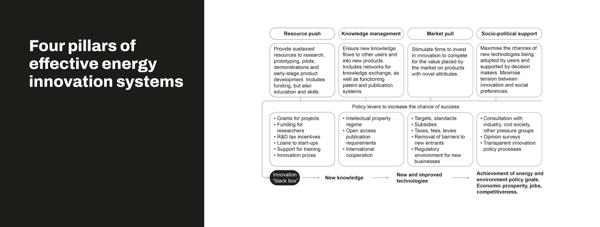 Four pillars of
effective energy
innovation systems
Resource push
Knowledge management
Market pull
Socio-political support
Provide sustained
resources to research,
prototyping, pilots,
demonstrations and
early-stage product
development. Includes
funding, but also
education and skills.
Ensure new knowledge
flows to other users and
into new products.
Includes networks for
knowledge exchange, as
well as functioning
patent and publication
systems.
Stimulate firms to invest
in innovation to compete
for the value placed by
the market on products
with novel attributes.
Maximise the chances of
new technologies being
adopted by users and
supported by decision
makers. Minimise
tension between
innovation and social
preferences.
Policy levers to increase the chance of success
• Grants for projects
• Funding for
researchers
• R&D tax incentives
• Loans to start-ups
• Support for training
• Innovation prizes
• Intellectual property
regime
• Open access
publication
requirements
• International
cooperation
• Targets, standards
• Subsidies
• Taxes, fees, levies
• Removal of barriers to
new entrants
• Regulatory
environment for new
businesses
• Consultation with
industry, civil society,
other pressure groups
• Opinion surveys
• Transparent innovation
policy processes
Innovation
"black box"
New knowledge
New and improved
technologies
Achievement of energy and
environment policy goals.
Economic prosperity, jobs,
competitiveness.